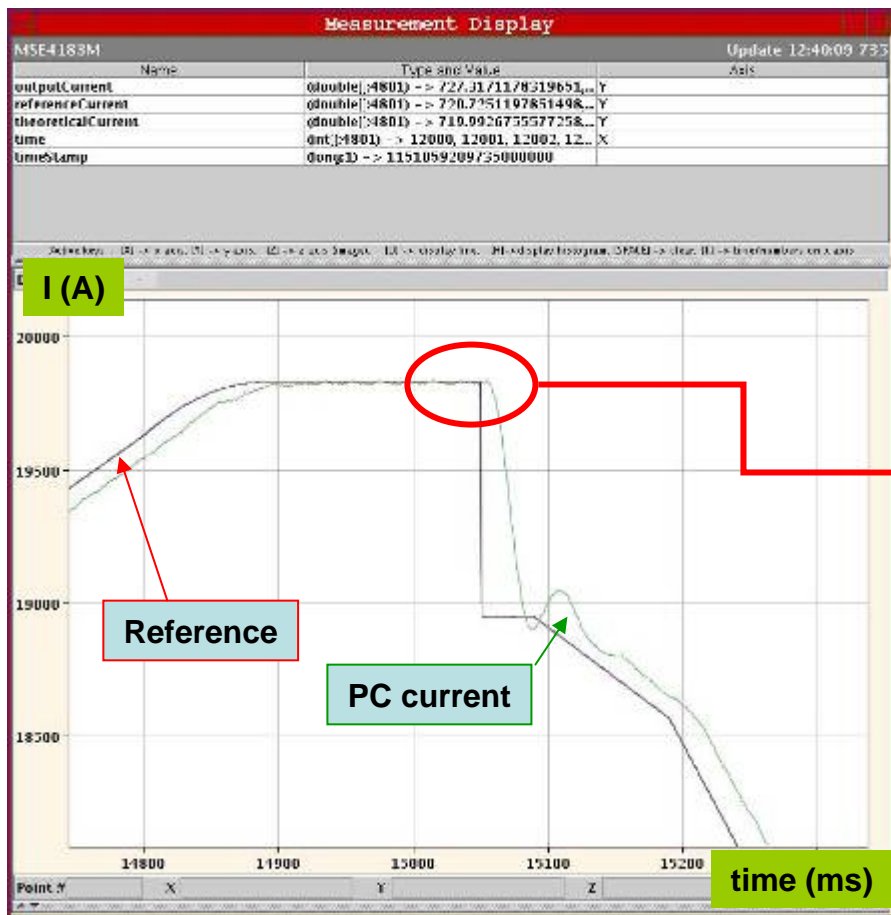 Measurement Display
MSE4183M Update 12:40:09 733
Name Type and Value Axis
outputCurrent (double[]:4801) -> 727.3171178319651,... Y
referenceCurrent (double[]:4801) -> 720.7251197851498,... Y
theoreticalCurrent (double[]:4801) -> 719.9926755577258,... Y
time (int[]:4801) -> 12000, 12001, 12002, 12... X
timeStamp (long:1) -> 1151059209735000000
I (A)
20000
19500
19000
18500
Reference
PC current
14800 14900 15000 15100 15200
time (ms)
Point # X Y Z